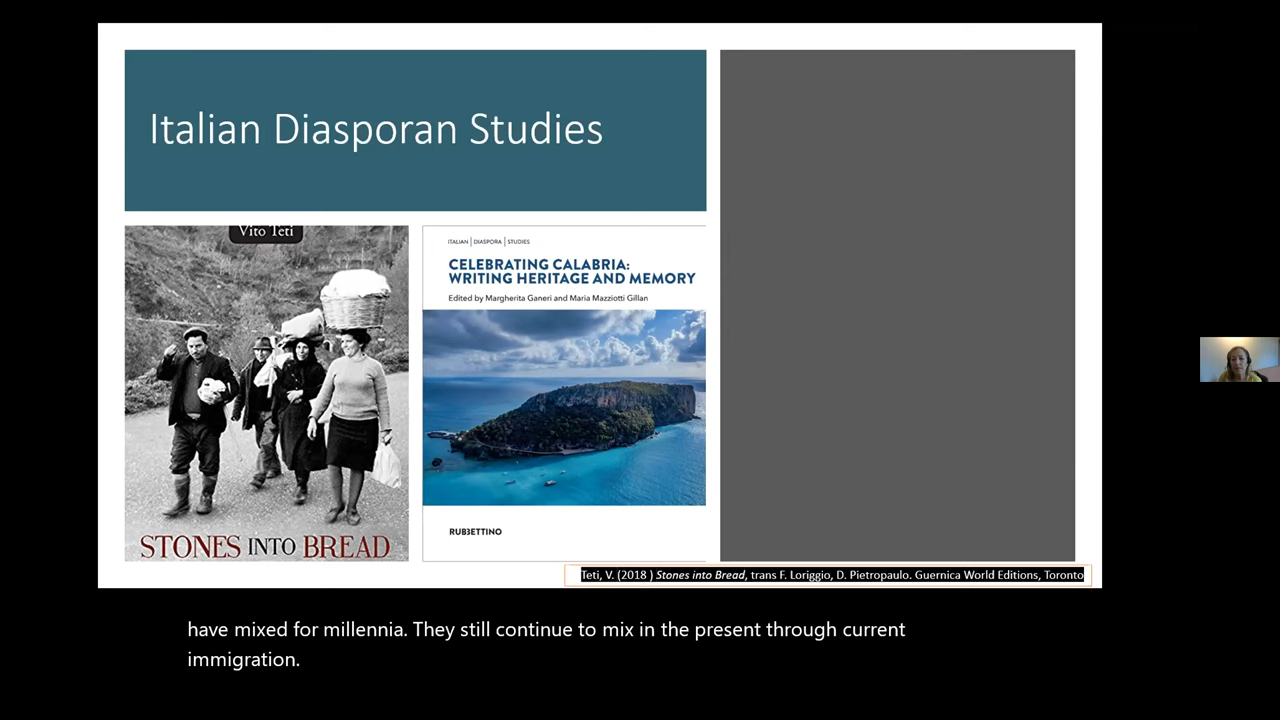 Italian Diasporan Studies
Vito Teti
STONES INTO BREAD
ITALIAN | DIASPORA | STUDIES
CELEBRATING CALABRIA:
WRITING HERITAGE AND MEMORY
Edited by Margherita Ganeri and Maria Mazziotti Gillan
RUBBETTINO
Teti, V. (2018 ) Stones into Bread, trans F. Loriggio, D. Pietropaulo. Guernica World Editions, Toronto
have mixed for millennia. They still continue to mix in the present through current
immigration.